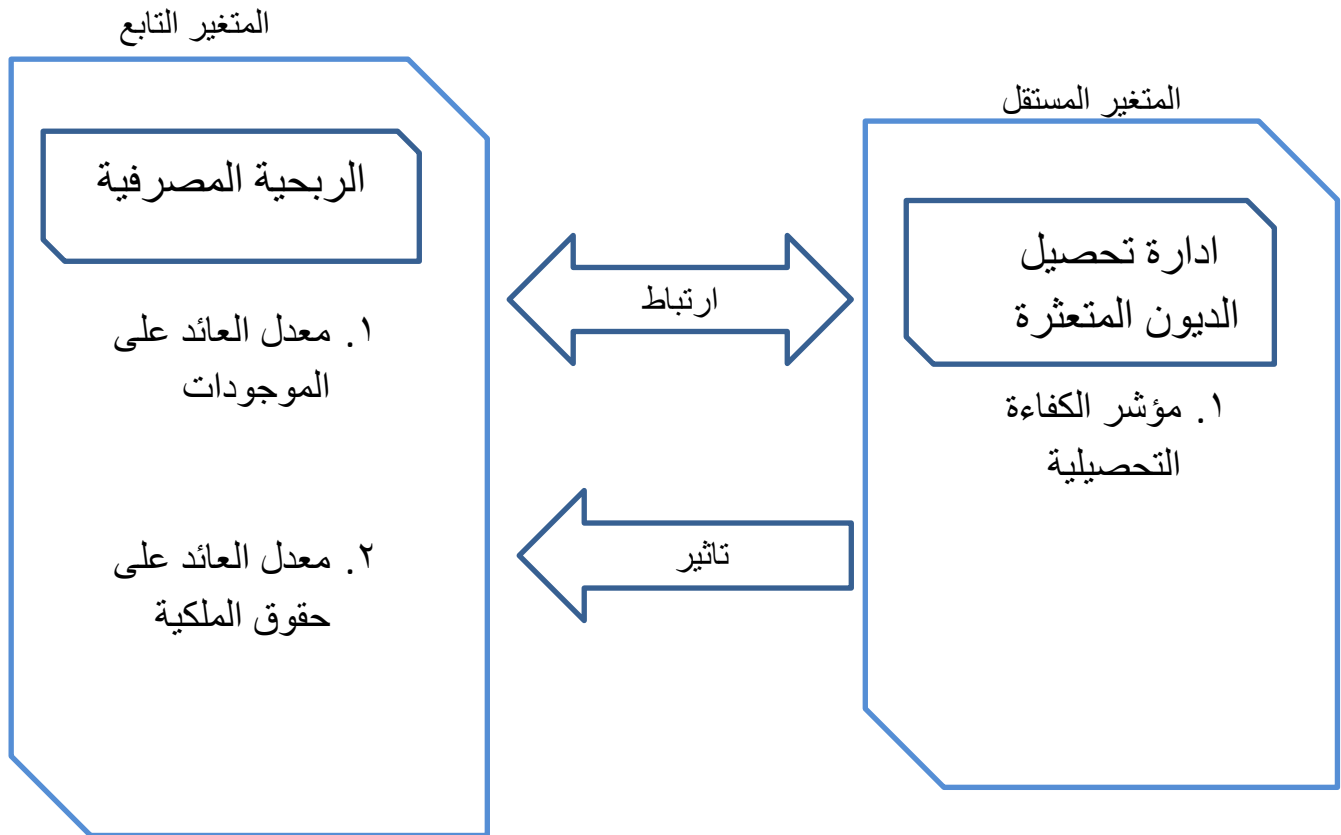 المتغير المستقل
ادارة تحصيل
الديون المتعثرة
١. مؤشر الكفاءة
التحصيلية
ارتباط
تاثير
المتغير التابع
الربحية المصرفية
١. معدل العائد على
الموجودات
٢. معدل العائد على
حقوق الملكية